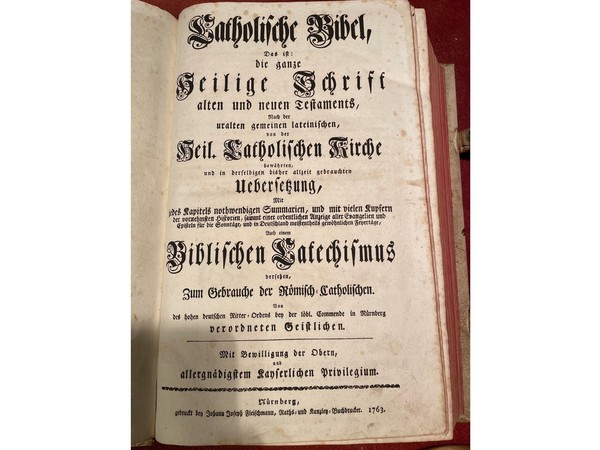 Catholische Bibel,
Das ist:
die ganze
Heilige Schrift
alten und neuen Testaments,
Nach der
uralten gemeinen lateinischen,
von der
Heil. Catholischen Kirche
bewährten,
und in derselbigen bisher allzeit gebrauchten
Uebersetzung,
Mit
jedes Kapitels nothwendigen Summarien, und mit vielen Kupfern
der vornehmsten Historien, sammt einer ordentlichen Anzeige aller Evangelien und
Episteln für die Sonntäge, und in Deutschland meistentheils gewöhnlichen Feyertäge,
Auch einem
Biblischen Catechismus
versehen,
Zum Gebrauche der Römisch-Catholischen.
Von
des hohen deutschen Ritter-Ordens bey der löbl. Commende in Nürnberg
verordneten Geistlichen.
Mit Bewilligung der Obern,
und
allergnädigstem Kayserlichen Privilegium.
Nürnberg,
gedruckt bey Johann Joseph Fleischmann, Raths- und Kanzley-Buchdrucker. 1763.